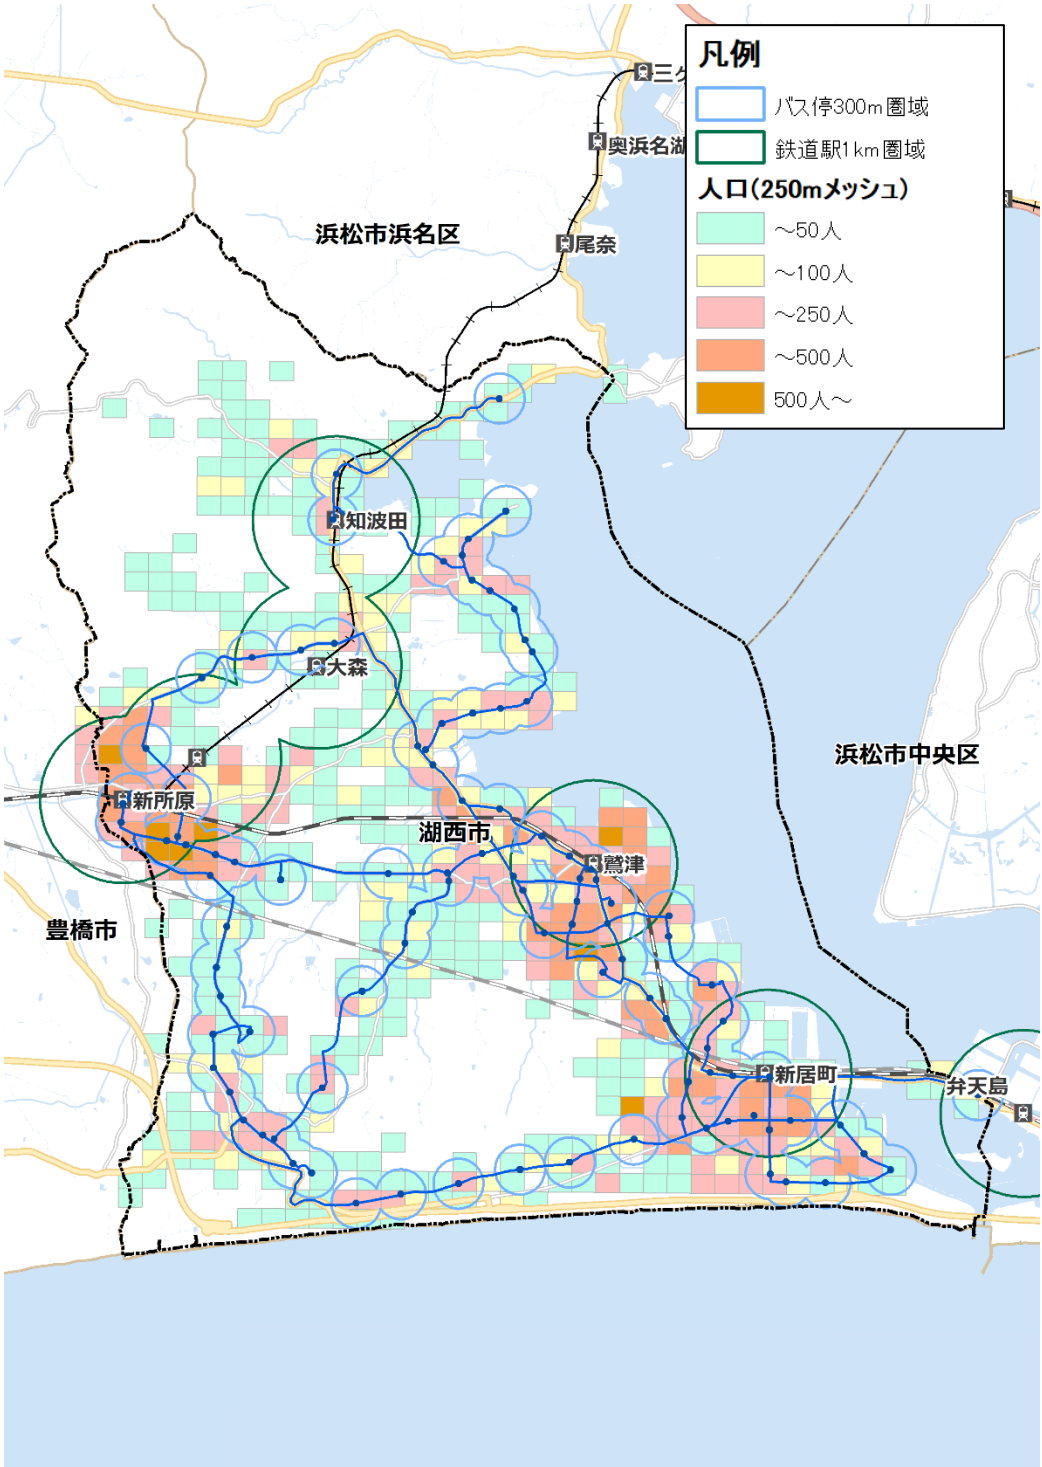 凡例
バス停300m圏域
鉄道駅1km圏域
人口(250mメッシュ)
～50人
～100人
～250人
～500人
500人～
三ヶ
奥浜名湖
尾奈
浜松市浜名区
知波田
大森
浜松市中央区
新所原
湖西市
鷲津
豊橋市
新居町
弁天島